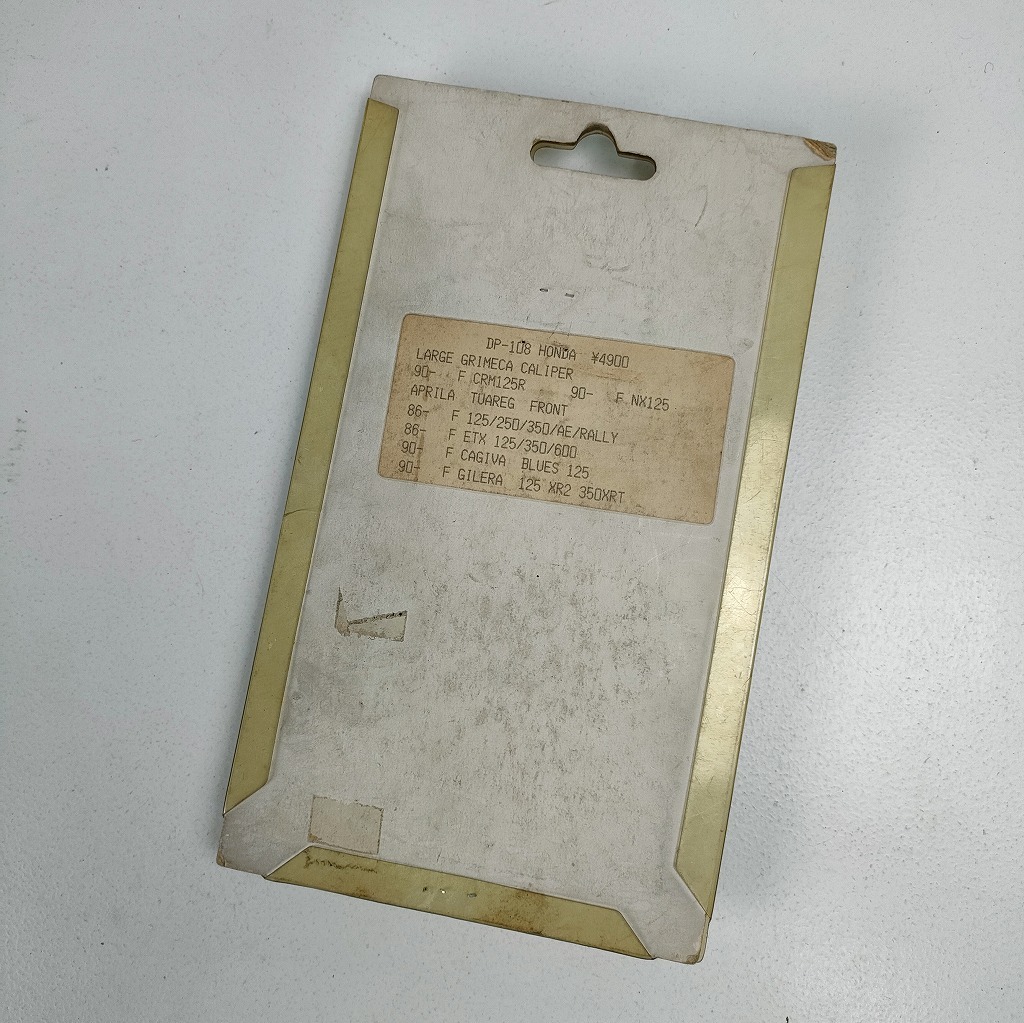 DP-108 HONDA ¥4900
LARGE GRIMECA CALIPER
90- F CRM125R 90- F NX125
APRILA TUAREG FRONT
86- F 125/250/350/AE/RALLY
86- F ETX 125/350/600
90- F CAGIVA BLUES 125
90- F GILERA 125 XR2 350XRT